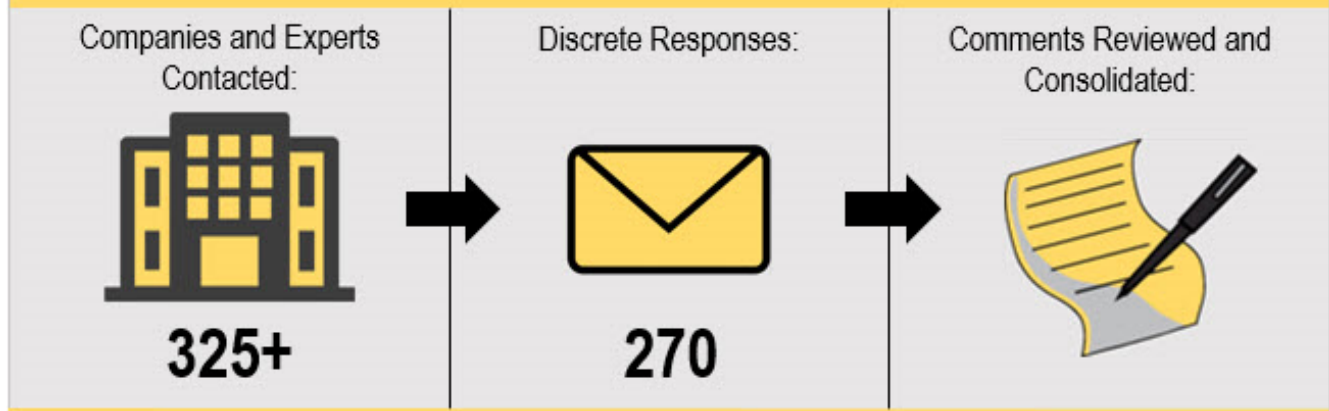 Companies and Experts
Contacted:
325+
Discrete Responses:
270
Comments Reviewed and
Consolidated: